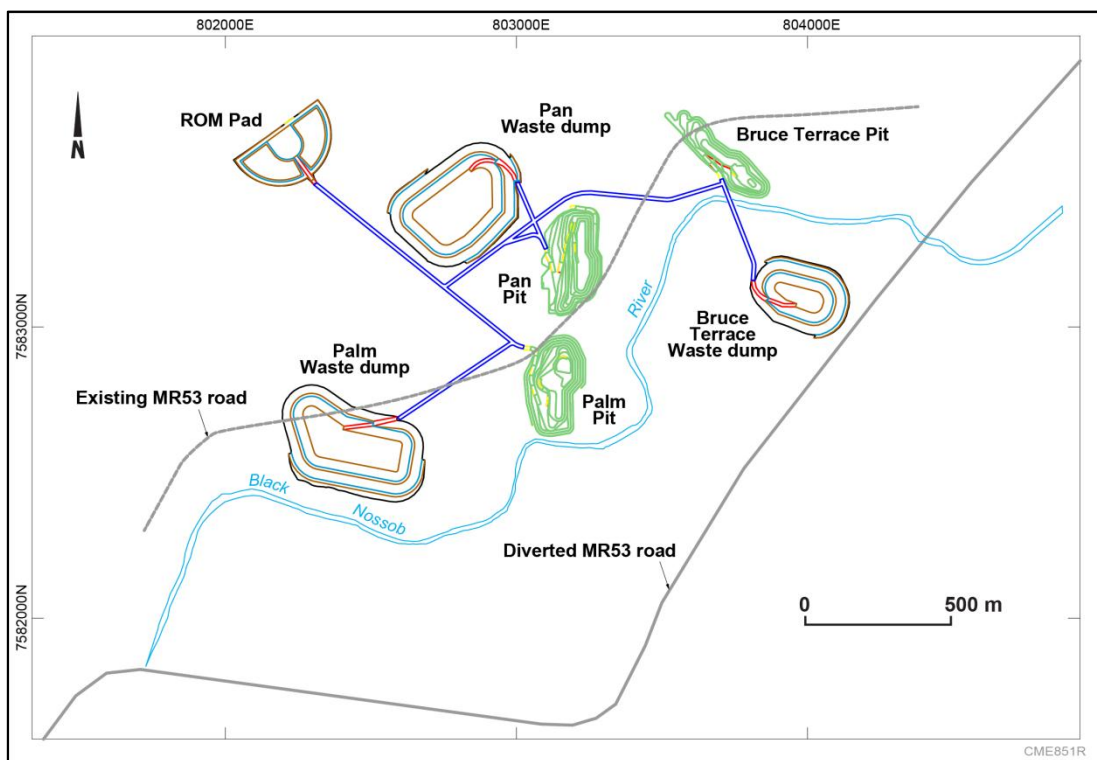 802000E
803000E
804000E
ROM Pad
Pan
Waste dump
Bruce Terrace Pit
N
Pan
Pit
River
7583000N
Bruce
Terrace
Waste dump
Palm
Waste dump
Existing MR53 road
Palm
Pit
Black
Nossob
Diverted MR53 road
0
500 m
7582000N
CME851R